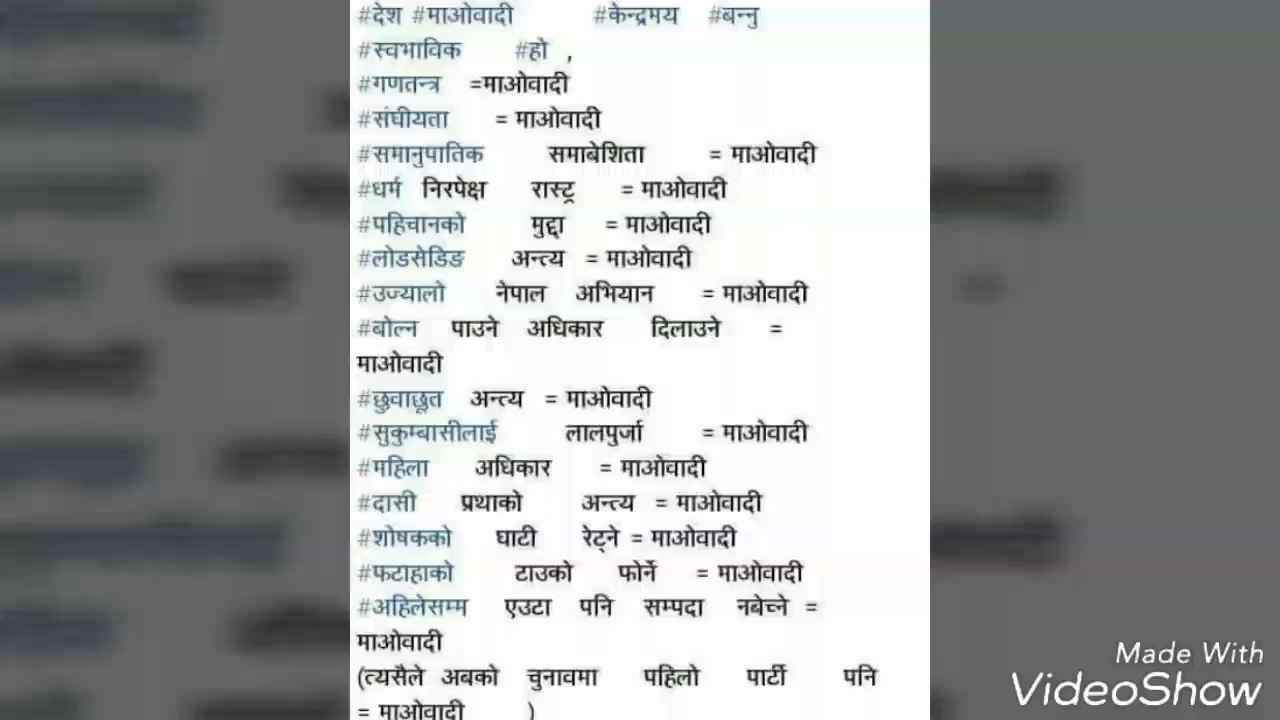 #देश #माओवादी #केन्द्रमय #बन्नु
#स्वभाविक #हो ,
#गणतन्त्र =माओवादी
#संघीयता = माओवादी
#समानुपातिक समाबेशिता = माओवादी
#धर्म निरपेक्ष रास्ट्र = माओवादी
#पहिचानको मुद्दा = माओवादी
#लोडसेडिङ अन्त्य = माओवादी
#उज्यालो नेपाल अभियान = माओवादी
#बोल्न पाउने अधिकार दिलाउने =
माओवादी
#छुवाछूत अन्त्य = माओवादी
#सुकुम्बासीलाई लालपुर्जा = माओवादी
#महिला अधिकार = माओवादी
#दासी प्रथाको अन्त्य = माओवादी
#शोषकको घाटी रेट्ने = माओवादी
#फटाहाको टाउको फोर्ने = माओवादी
#अहिलेसम्म एउटा पनि सम्पदा नबेच्ने =
माओवादी
(त्यसैले अबको चुनावमा पहिलो पार्टी पनि
= माओवादी )
Made With
VideoShow